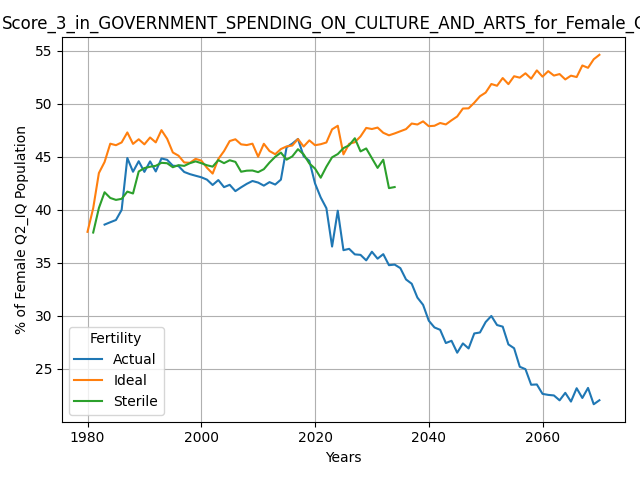 Score_3_in_GOVERNMENT_SPENDING_ON_CULTURE_AND_ARTS_for_Female_
55
50
45
40
35
30
25
% of Female Q2_IQ Population
Fertility
Actual
Ideal
Sterile
1980
2000
2020
2040
2060
Years